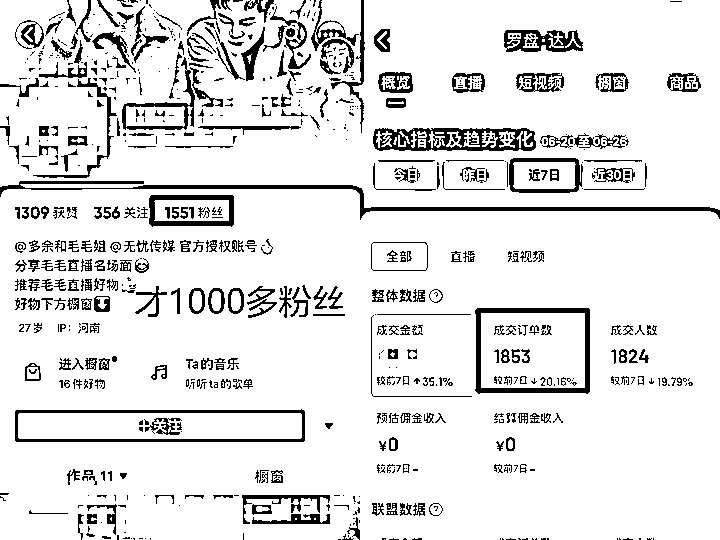 1309 获赞 356 关注 1551 粉丝
@多余和毛毛姐 @无忧传媒 官方授权账号
分享毛毛直播名场面
推荐毛毛直播好物
好物下方橱窗
才1000多粉丝
27岁 IP：河南
进入橱窗
16件好物
Ta的音乐
听听ta的歌单
关注
作品 11 ▼
橱窗
罗盘·达人
概览 直播 短视频 橱窗 商品
核心指标及趋势变化 06-20 至 06-26
今日 昨日 近7日 近30日
全部 直播 短视频
整体数据 ?
成交金额
较前7日 ↑ 35.1%
成交订单数
1853
较前7日 ↓ 20.16%
成交人数
1824
较前7日 ↓ 19.79%
预估佣金收入
¥0
较前7日 -
结算佣金收入
¥0
较前7日 -
联盟数据 ?